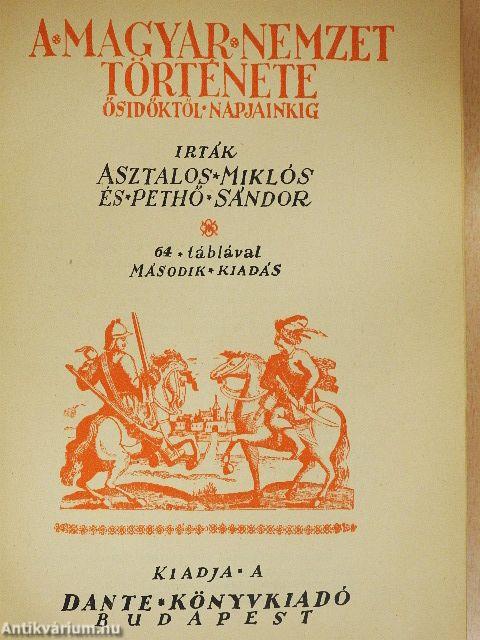 A*MAGYAR*NEMZET
TÖRTÉNETE
ŐSIDŐKTŐL*NAPJAINKIG
IRTÁK
ASZTALOS*MIKLÓS
ÉS*PETHŐ*SÁNDOR
64*táblával
MÁSODIK*KIADÁS
KIADJA*A
DANTE*KÖNYVKIADÓ
BUDAPEST
Antikvárium.hu